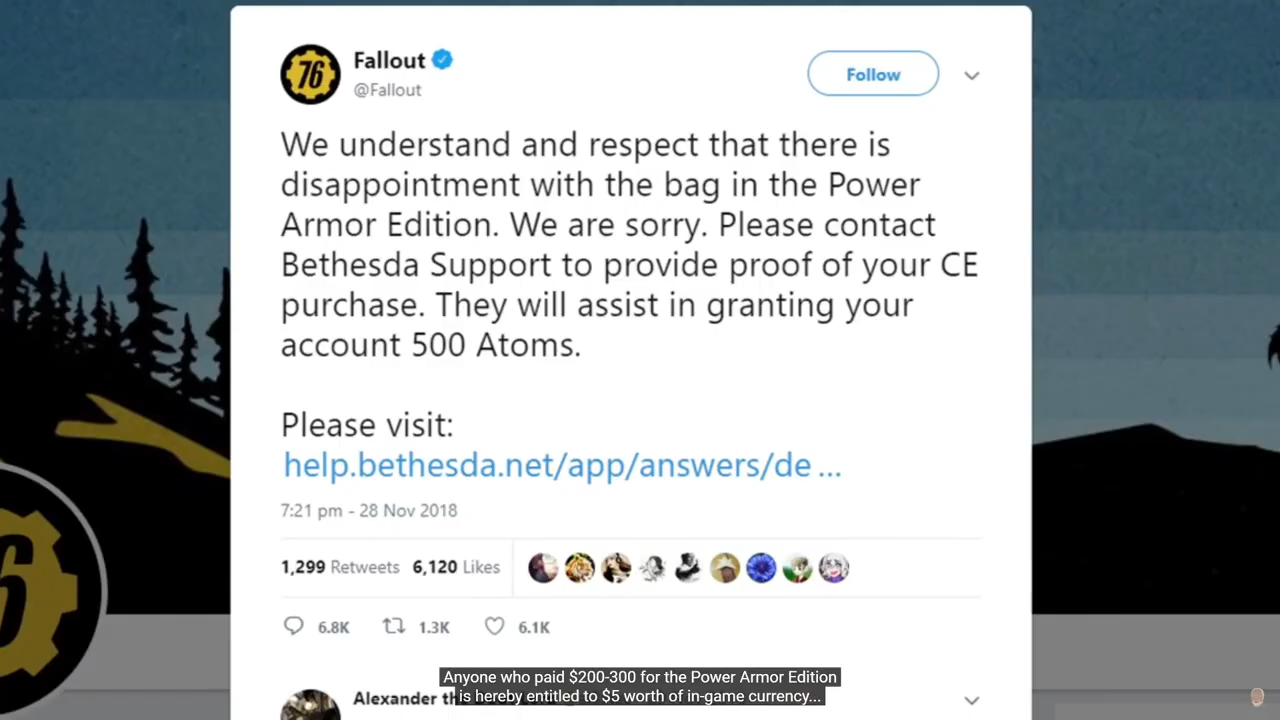 76
Fallout
@Fallout
Follow
We understand and respect that there is
disappointment with the bag in the Power
Armor Edition. We are sorry. Please contact
Bethesda Support to provide proof of your CE
purchase. They will assist in granting your
account 500 Atoms.
Please visit:
help.bethesda.net/app/answers/de ...
7:21 pm - 28 Nov 2018
1,299 Retweets 6,120 Likes
6.8K 1.3K 6.1K
Anyone who paid $200-300 for the Power Armor Edition
is hereby entitled to $5 worth of in-game currency...
Alexander
6